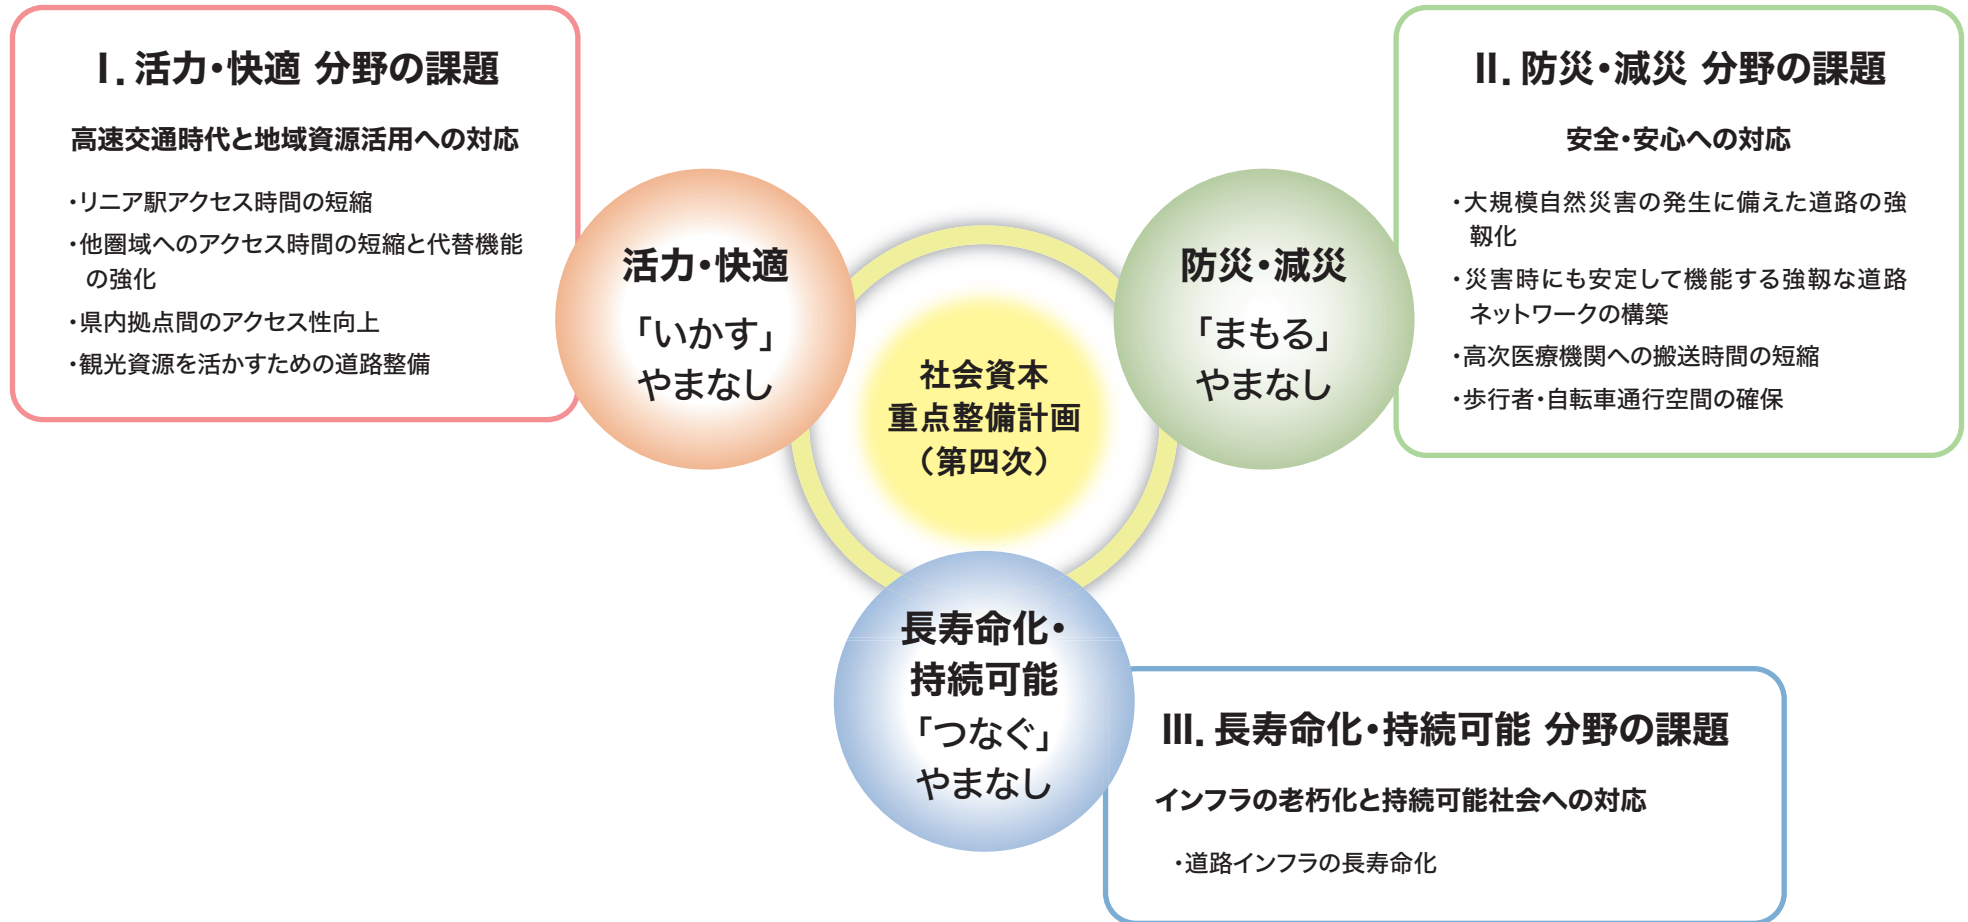 I. 活力・快適 分野の課題
高速交通時代と地域資源活用への対応
・リニア駅アクセス時間の短縮
・他圏域へのアクセス時間の短縮と代替機能
の強化
・県内拠点間のアクセス性向上
・観光資源を活かすための道路整備
活力・快適
「いかす」
やまなし
社会資本
重点整備計画
（第四次）
防災・減災
「まもる」
やまなし
II. 防災・減災 分野の課題
安全・安心への対応
・大規模自然災害の発生に備えた道路の強
靱化
・災害時にも安定して機能する強靱な道路
ネットワークの構築
・高次医療機関への搬送時間の短縮
・歩行者・自転車通行空間の確保
長寿命化・
持続可能
「つなぐ」
やまなし
III. 長寿命化・持続可能 分野の課題
インフラの老朽化と持続可能社会への対応
・道路インフラの長寿命化